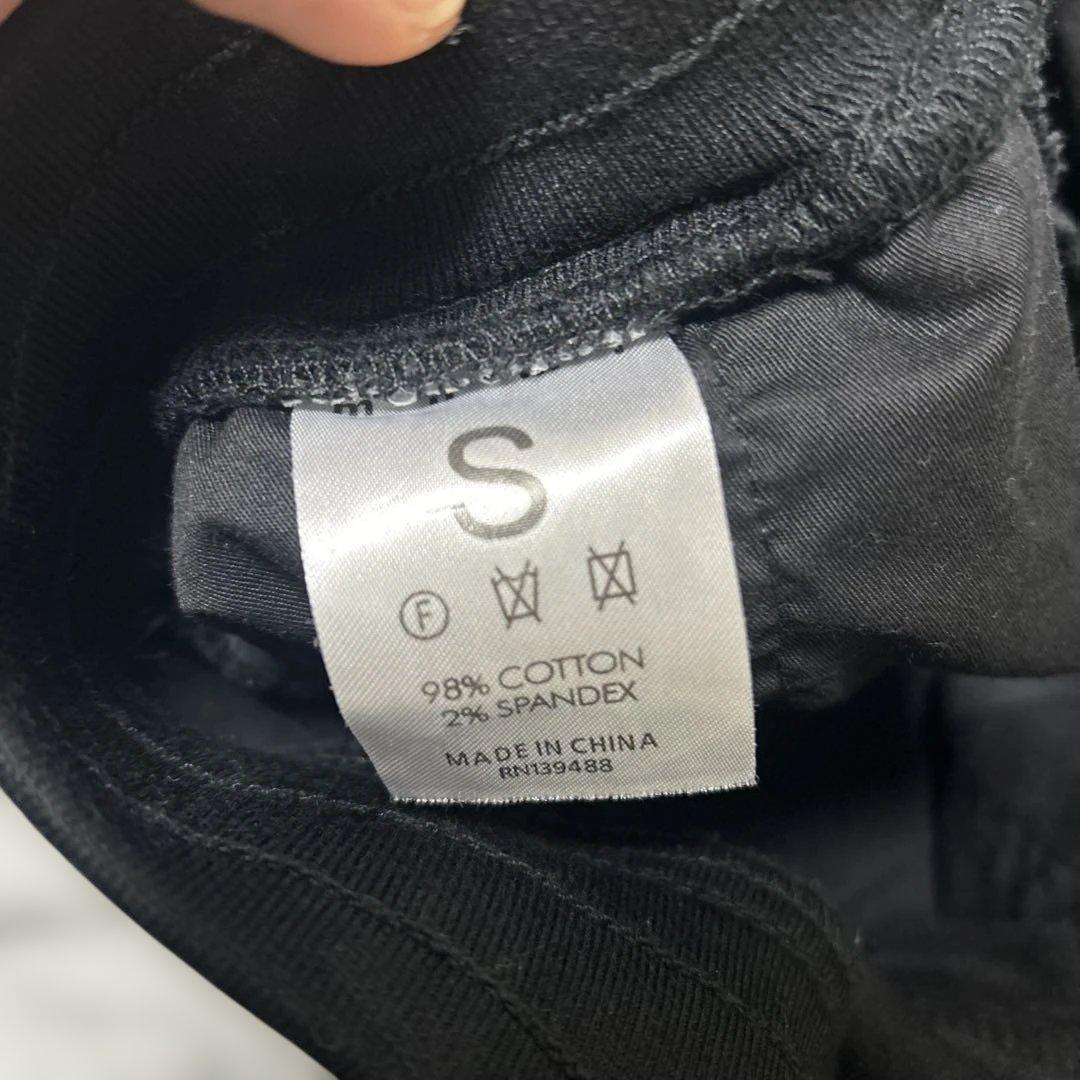 S
F
98% COTTON
2% SPANDEX
MADE IN CHINA
RN139488